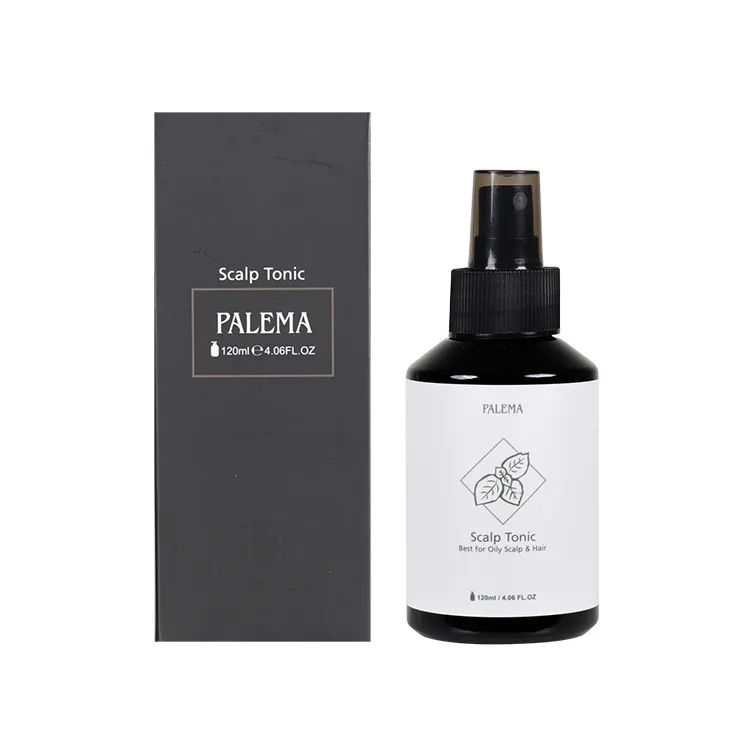 Scalp Tonic
PALEMA
120ml ℮ 4.06FL.OZ
PALEMA
Scalp Tonic
Best for Oily Scalp & Hair
120ml / 4.06 FL.OZ